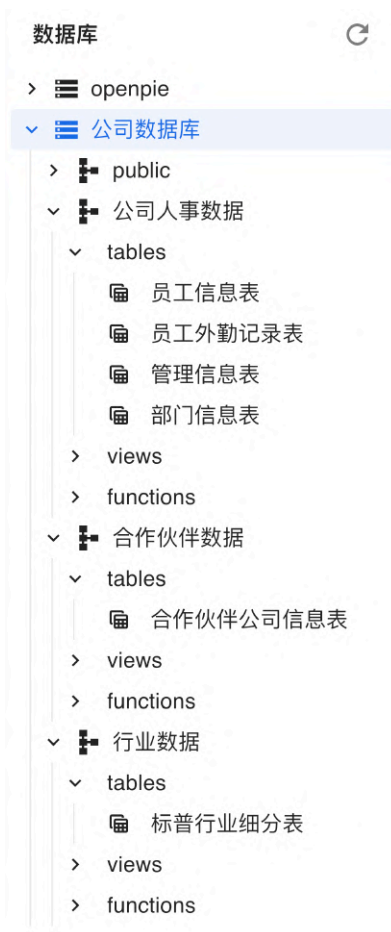 数据库
openpie
公司数据库
public
公司人事数据
tables
员工信息表
员工外勤记录表
管理信息表
部门信息表
views
functions
合作伙伴数据
tables
合作伙伴公司信息表
views
functions
行业数据
tables
标普行业细分表
views
functions